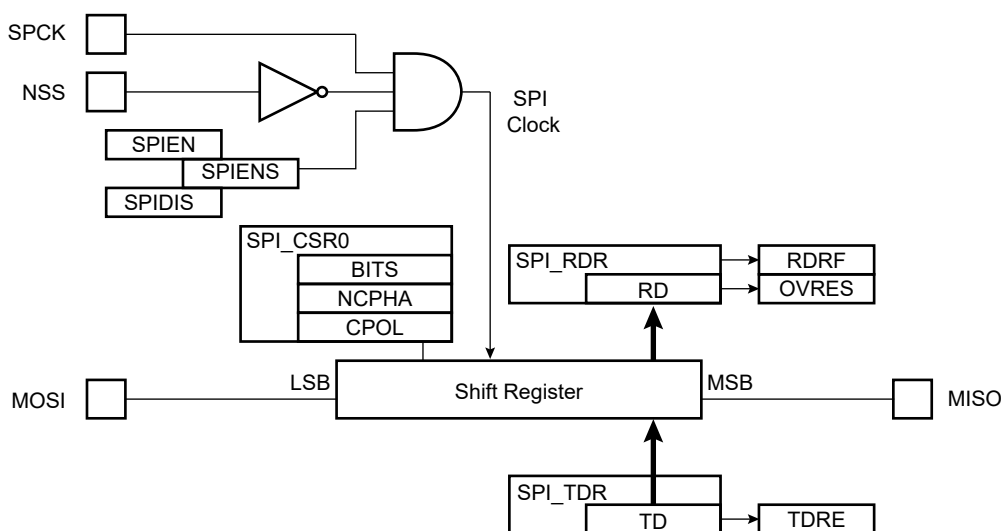 SPCK
NSS
SPI
Clock
SPIEN
SPIENS
SPIDIS
SPI_CSR0
BITS
NCPHA
CPOL
SPI_RDR
RD
RDRF
OVRES
MOSI
LSB
Shift Register
MSB
MISO
SPI_TDR
TD
TDRE